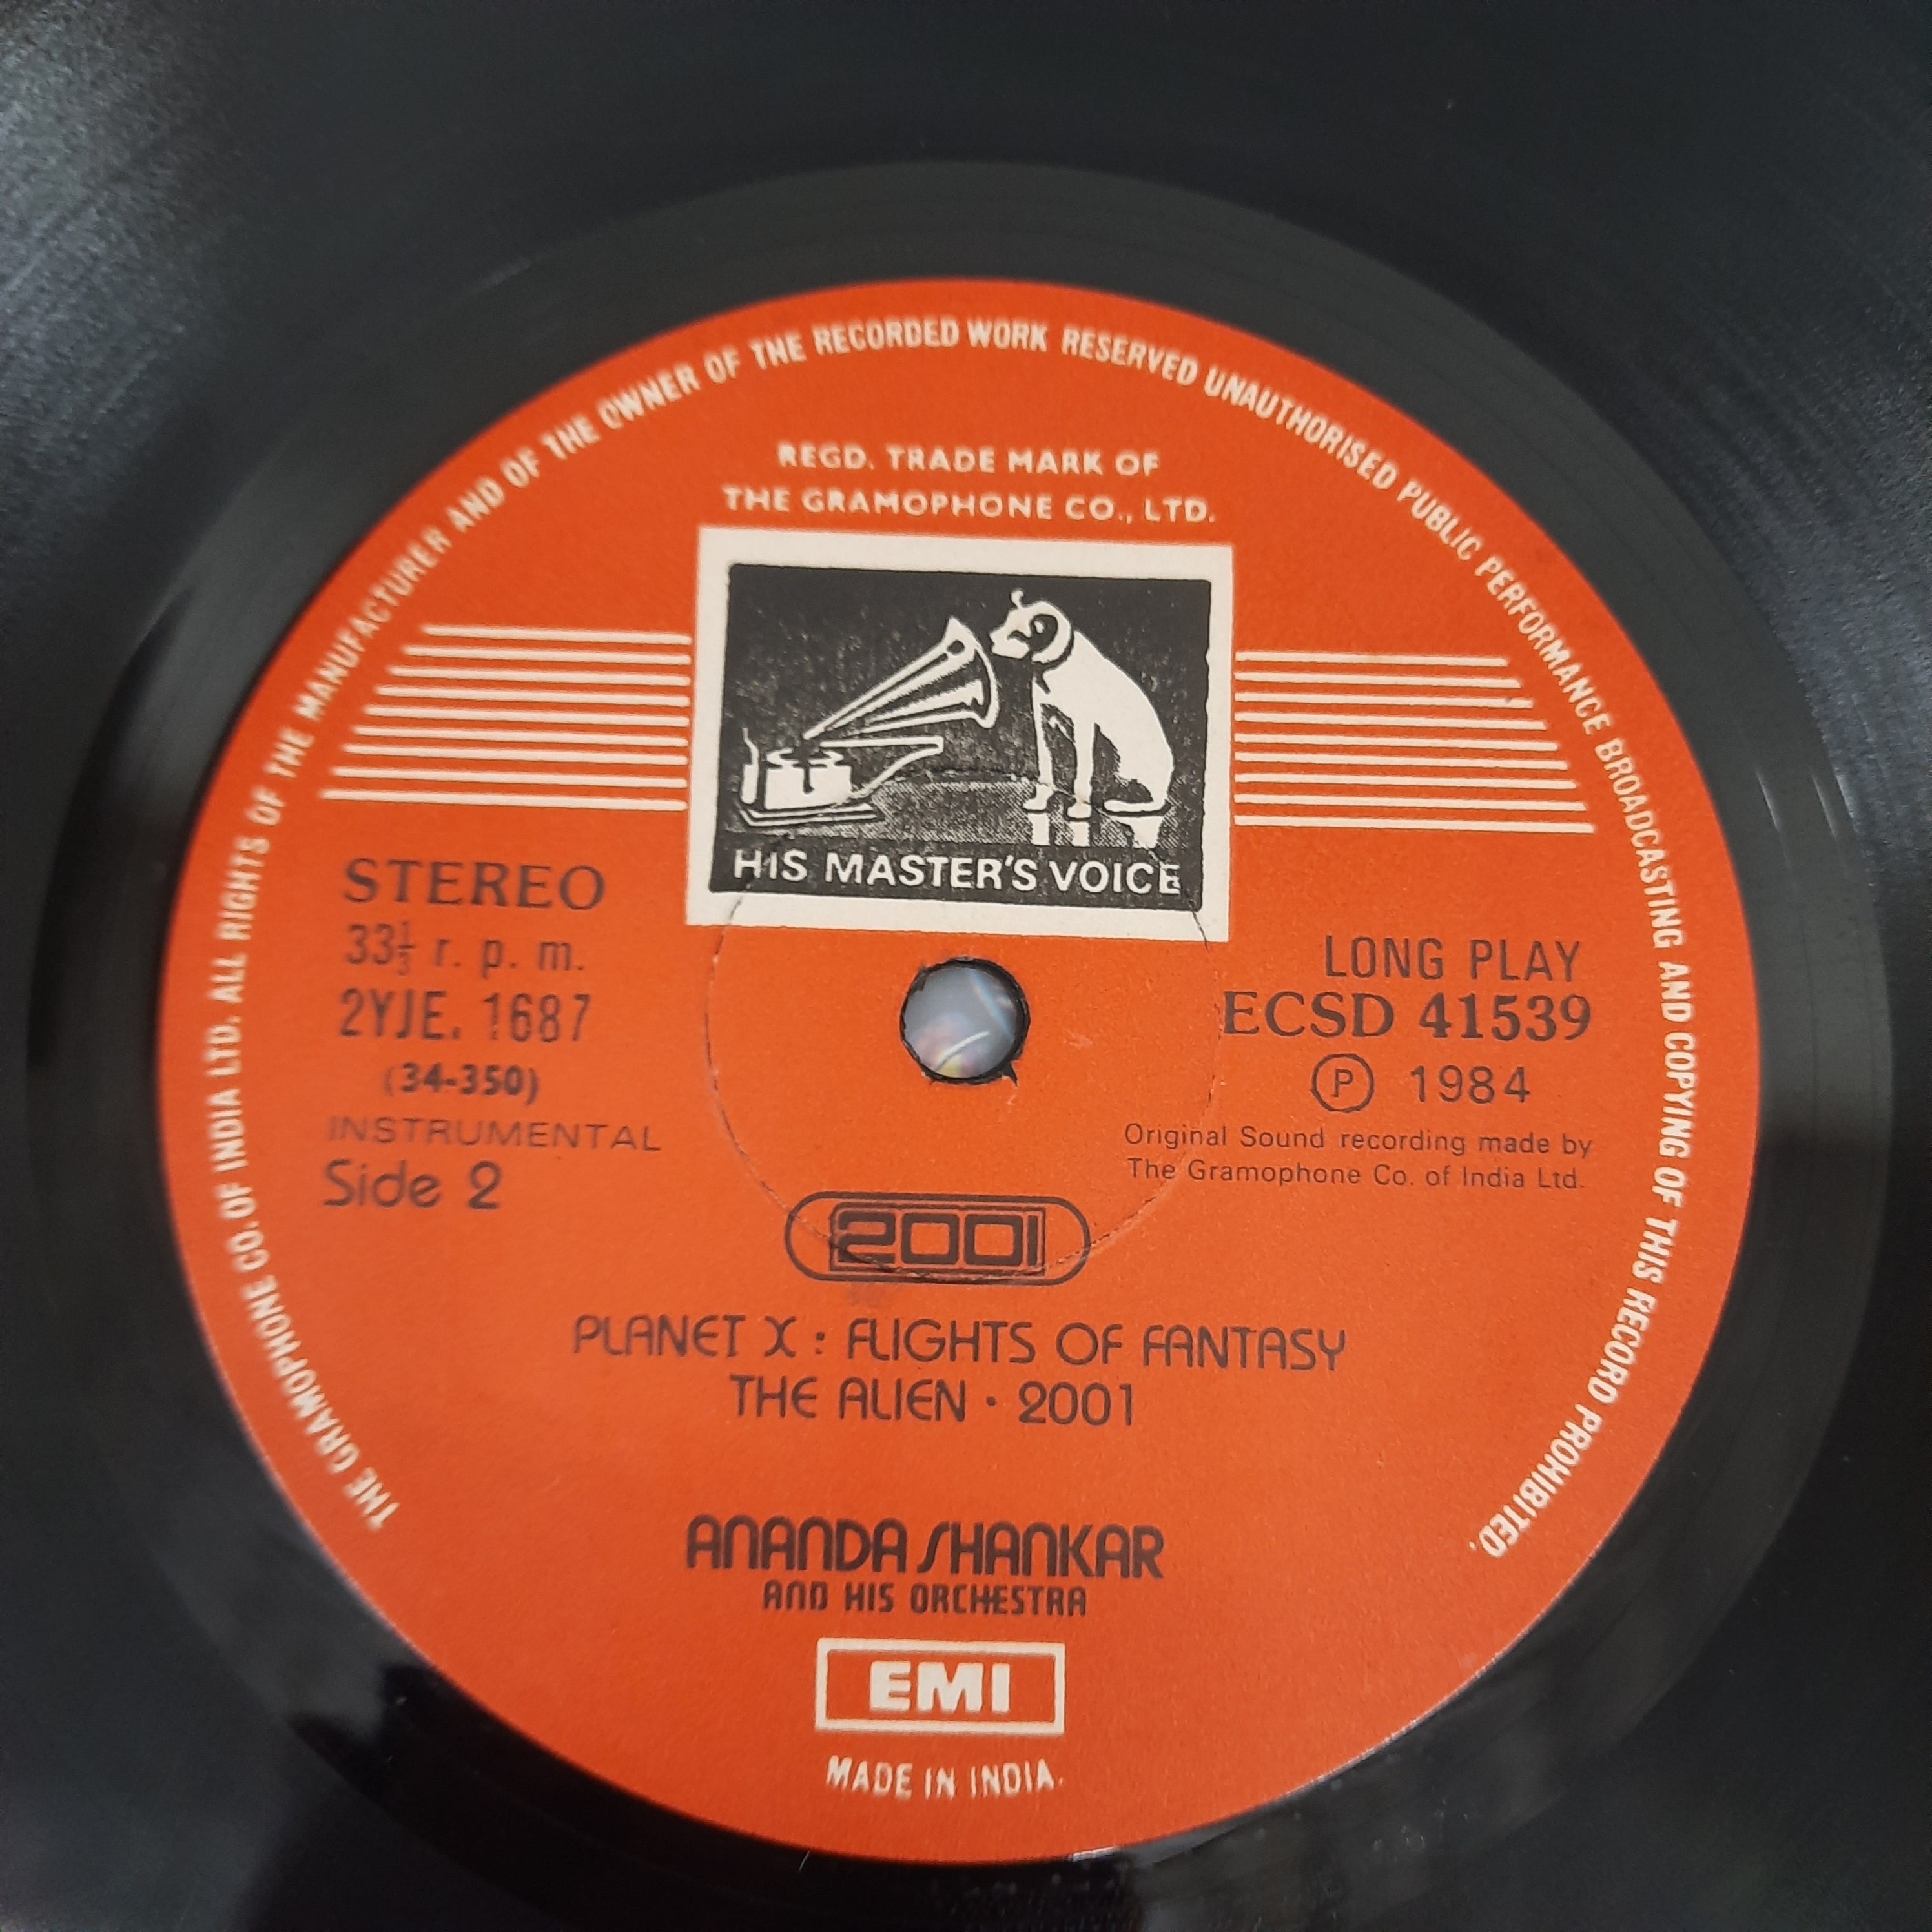 THE GRAMOPHONE CO. OF INDIA LTD. ALL RIGHTS OF THE MANUFACTURER AND OF THE OWNER OF THE RECORDED WORK RESERVED UNAUTHORISED PUBLIC PERFORMANCE BROADCASTING AND COPYING OF THIS RECORD PROHIBITED.
REGD. TRADE MARK OF
THE GRAMOPHONE CO., LTD.
HIS MASTER'S VOICE
STEREO
33⅓ r. p. m.
2YJE. 1687
(34-350)
INSTRUMENTAL
Side 2
LONG PLAY
ECSD 41539
Ⓟ 1984
Original Sound recording made by
The Gramophone Co. of India Ltd.
2001
PLANET X : FLIGHTS OF FANTASY
THE ALIEN · 2001
ANANDA SHANKAR
AND HIS ORCHESTRA
EMI
MADE IN INDIA.